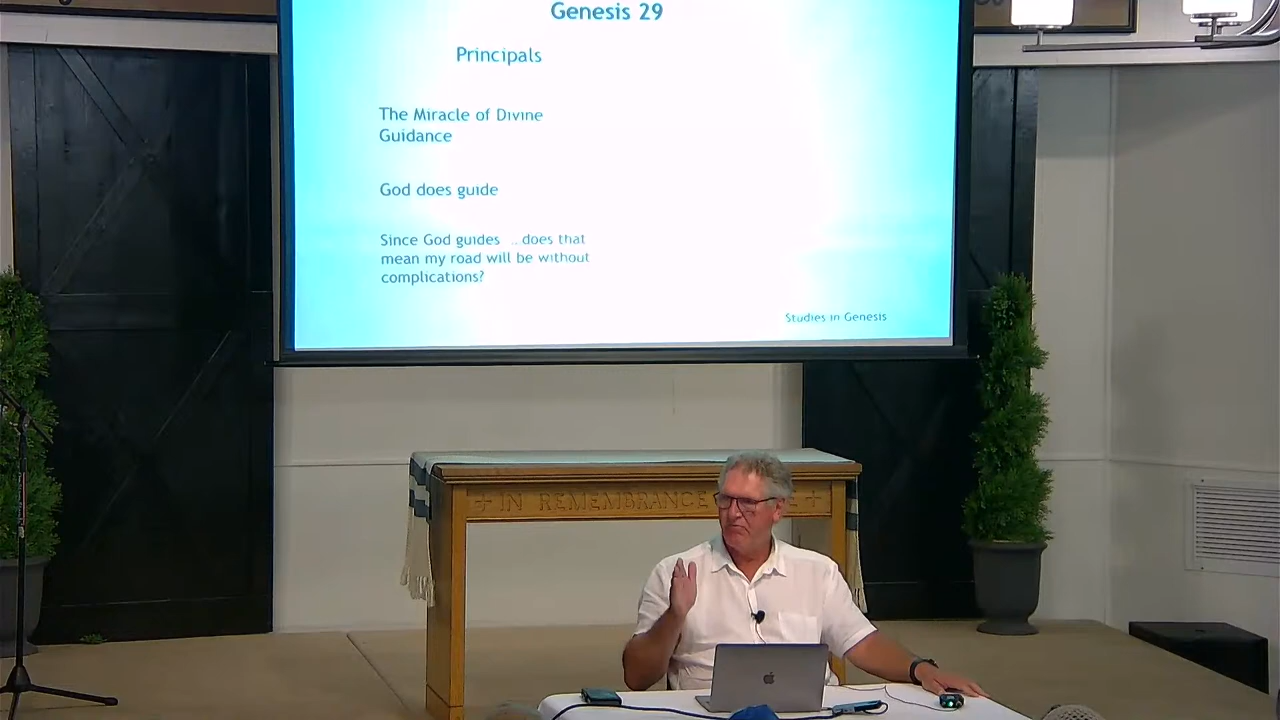 Genesis 29
Principals
The Miracle of Divine
Guidance
God does guide
Since God guides ...does that
mean my road will be without
complications?
Studies in Genesis
IN REMEMBRANCE